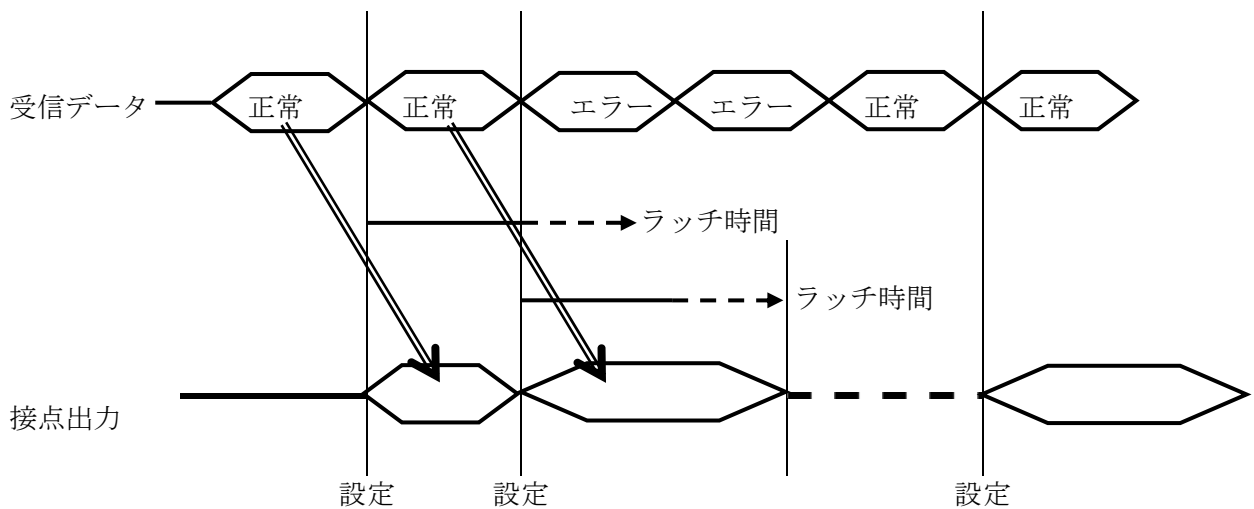 受信データ 正常 正常 エラー エラー 正常 正常
ラッチ時間
ラッチ時間
接点出力
設定 設定 設定